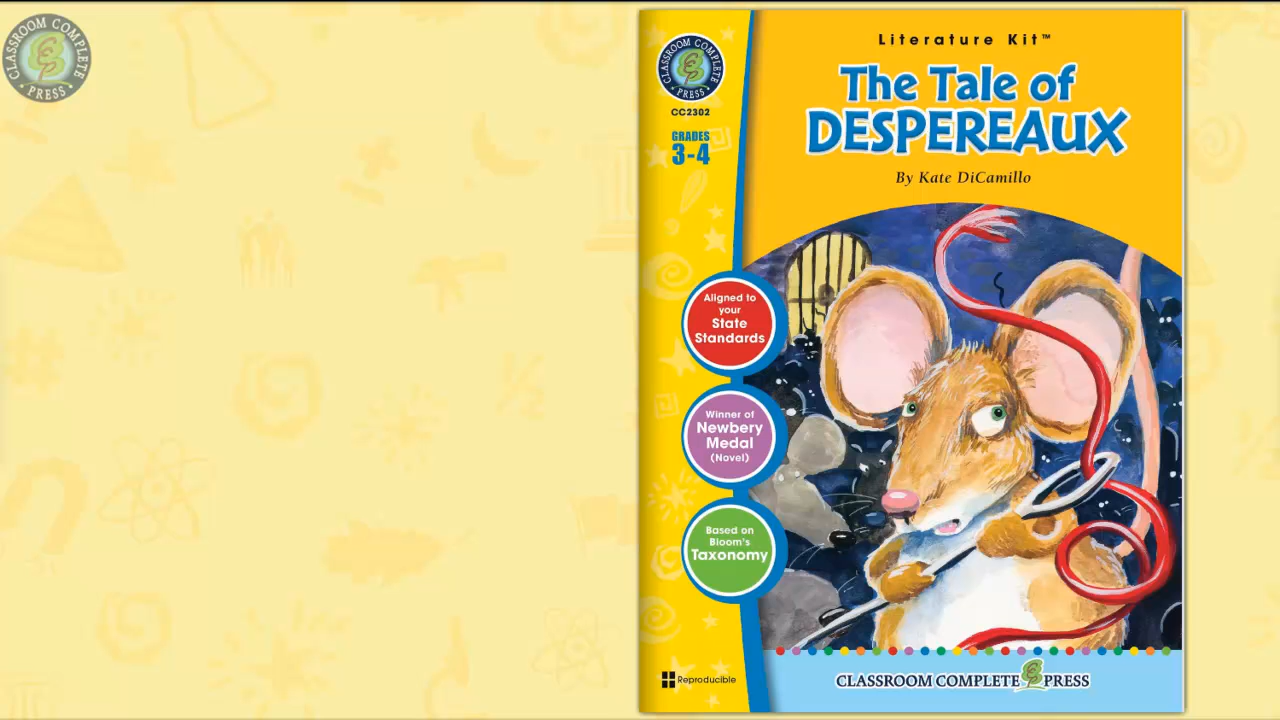 CLASSROOM COMPLETE
PRESS
CLASSROOM COMPLETE
PRESS
CC2302
GRADES
3-4
Literature Kit™
The Tale of
DESPEREAUX
By Kate DiCamillo
Aligned to
your
State
Standards
Winner of
Newbery
Medal
(Novel)
Based on
Bloom's
Taxonomy
Reproducible
CLASSROOM COMPLETE PRESS